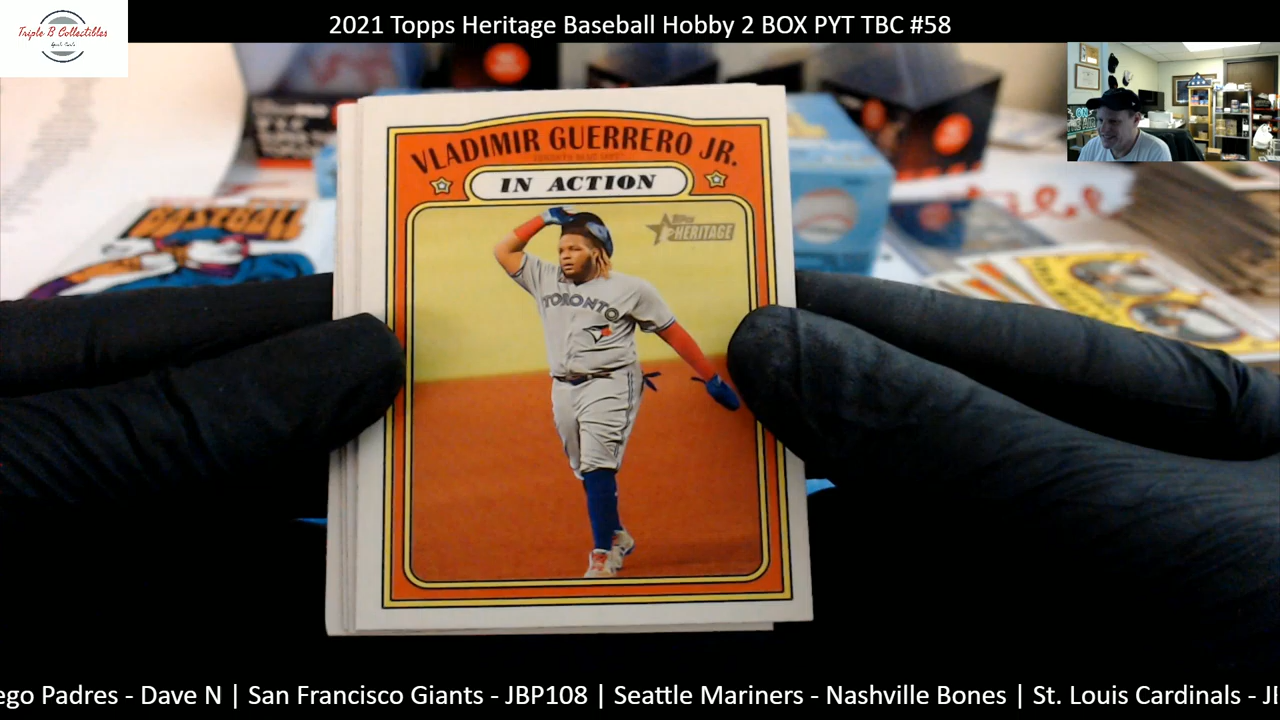 Triple B Collectibles
2021 Topps Heritage Baseball Hobby 2 BOX PYT TBC #58
VLADIMIR GUERRERO JR.
IN ACTION
TOPPS
HERITAGE
TORONTO
BASEBALL
ego Padres - Dave N | San Francisco Giants - JBP108 | Seattle Mariners - Nashville Bones | St. Louis Cardinals - J